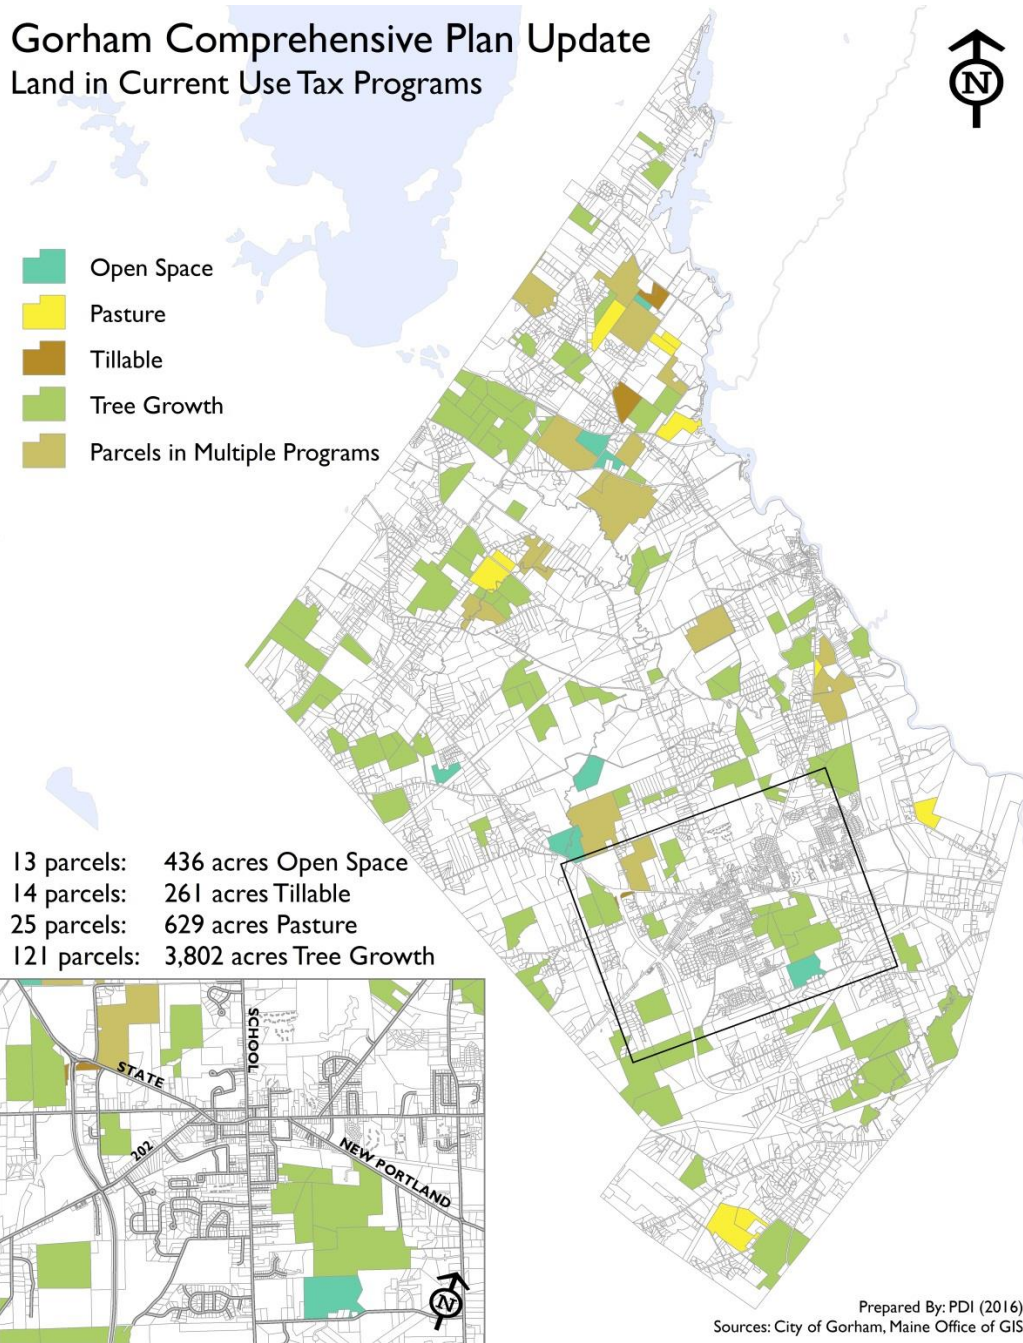 Gorham Comprehensive Plan Update
Land in Current Use Tax Programs
N
Open Space
Pasture
Tillable
Tree Growth
Parcels in Multiple Programs
13 parcels: 436 acres Open Space
14 parcels: 261 acres Tillable
25 parcels: 629 acres Pasture
121 parcels: 3,802 acres Tree Growth
SCHOOL
STATE
202
NEW PORTLAND
N
Prepared By: PDI (2016)
Sources: City of Gorham, Maine Office of GIS